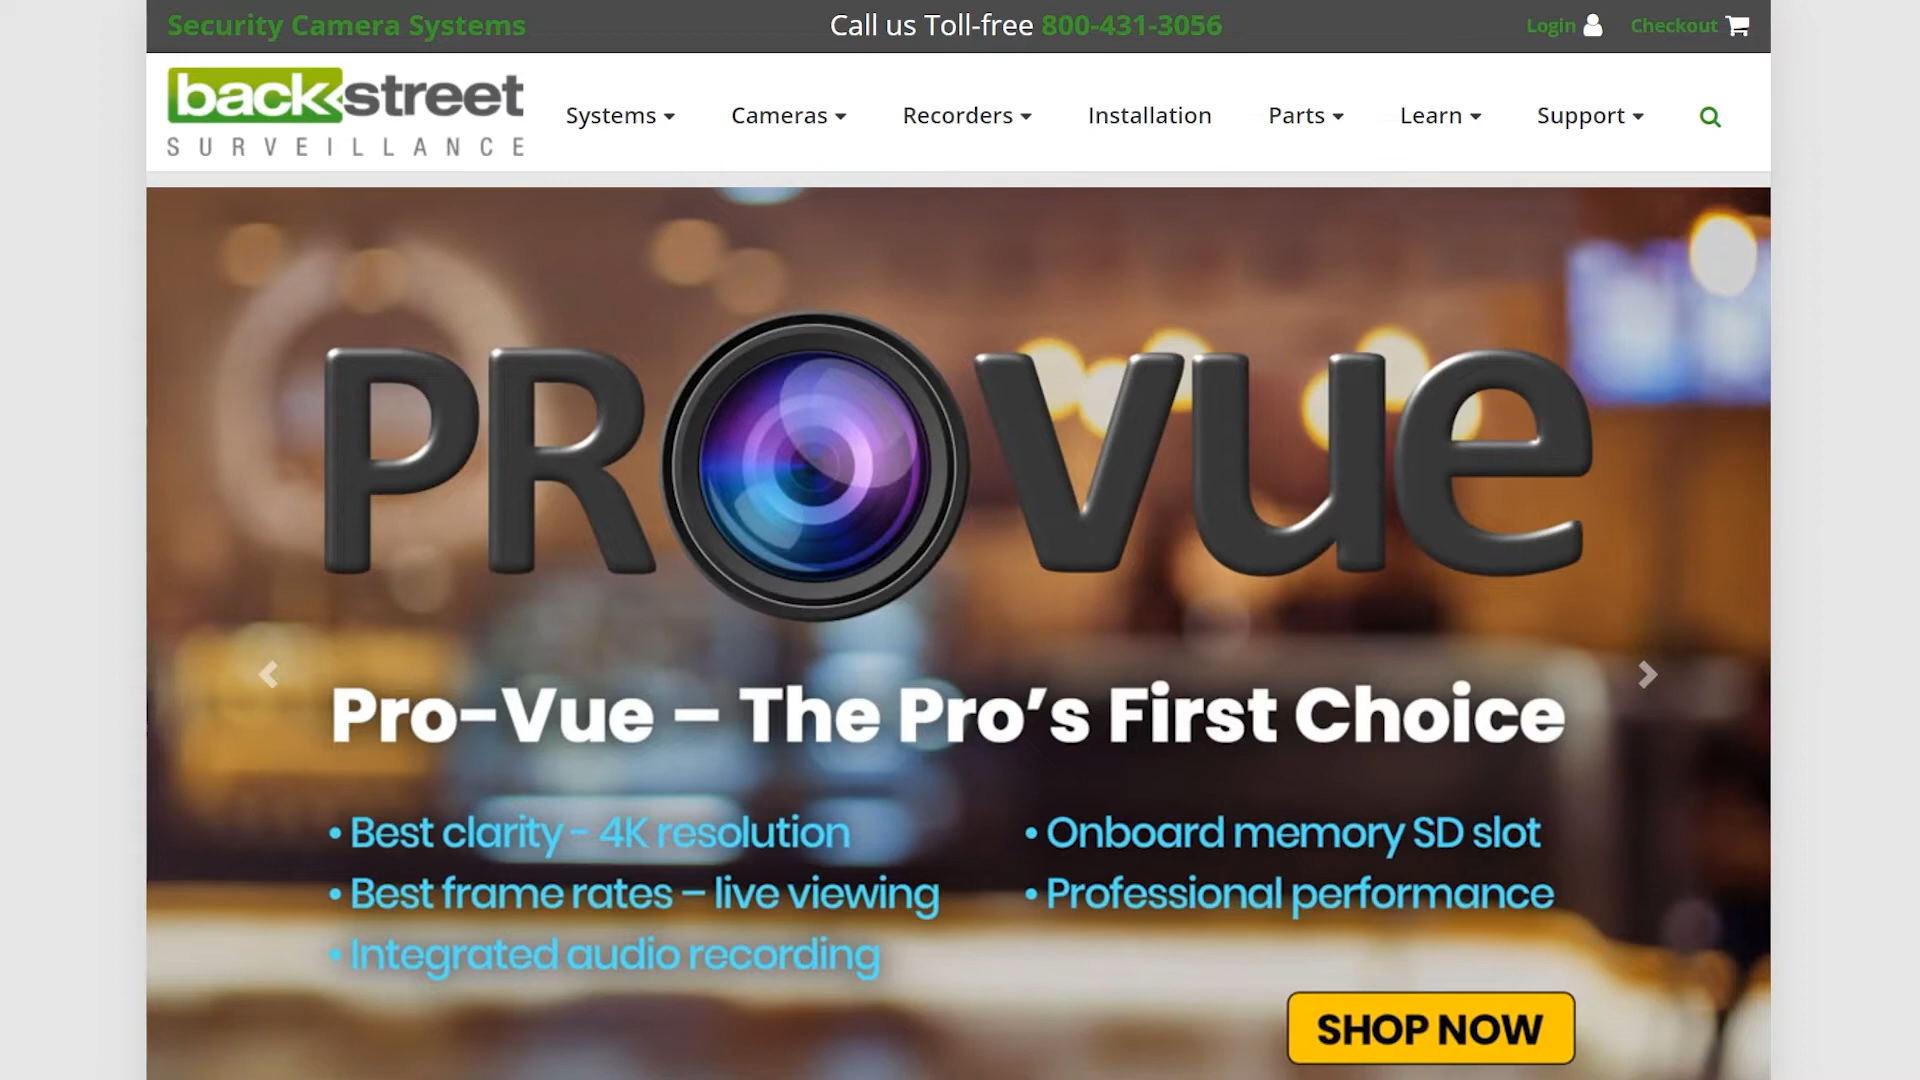 Security Camera Systems
Call us Toll-free 800-431-3056
Login
Checkout
backstreet
SURVEILLANCE
Systems
Cameras
Recorders
Installation
Parts
Learn
Support
PROVUE
Pro-Vue – The Pro’s First Choice
• Best clarity - 4K resolution
• Best frame rates – live viewing
• Integrated audio recording
• Onboard memory SD slot
• Professional performance
SHOP NOW